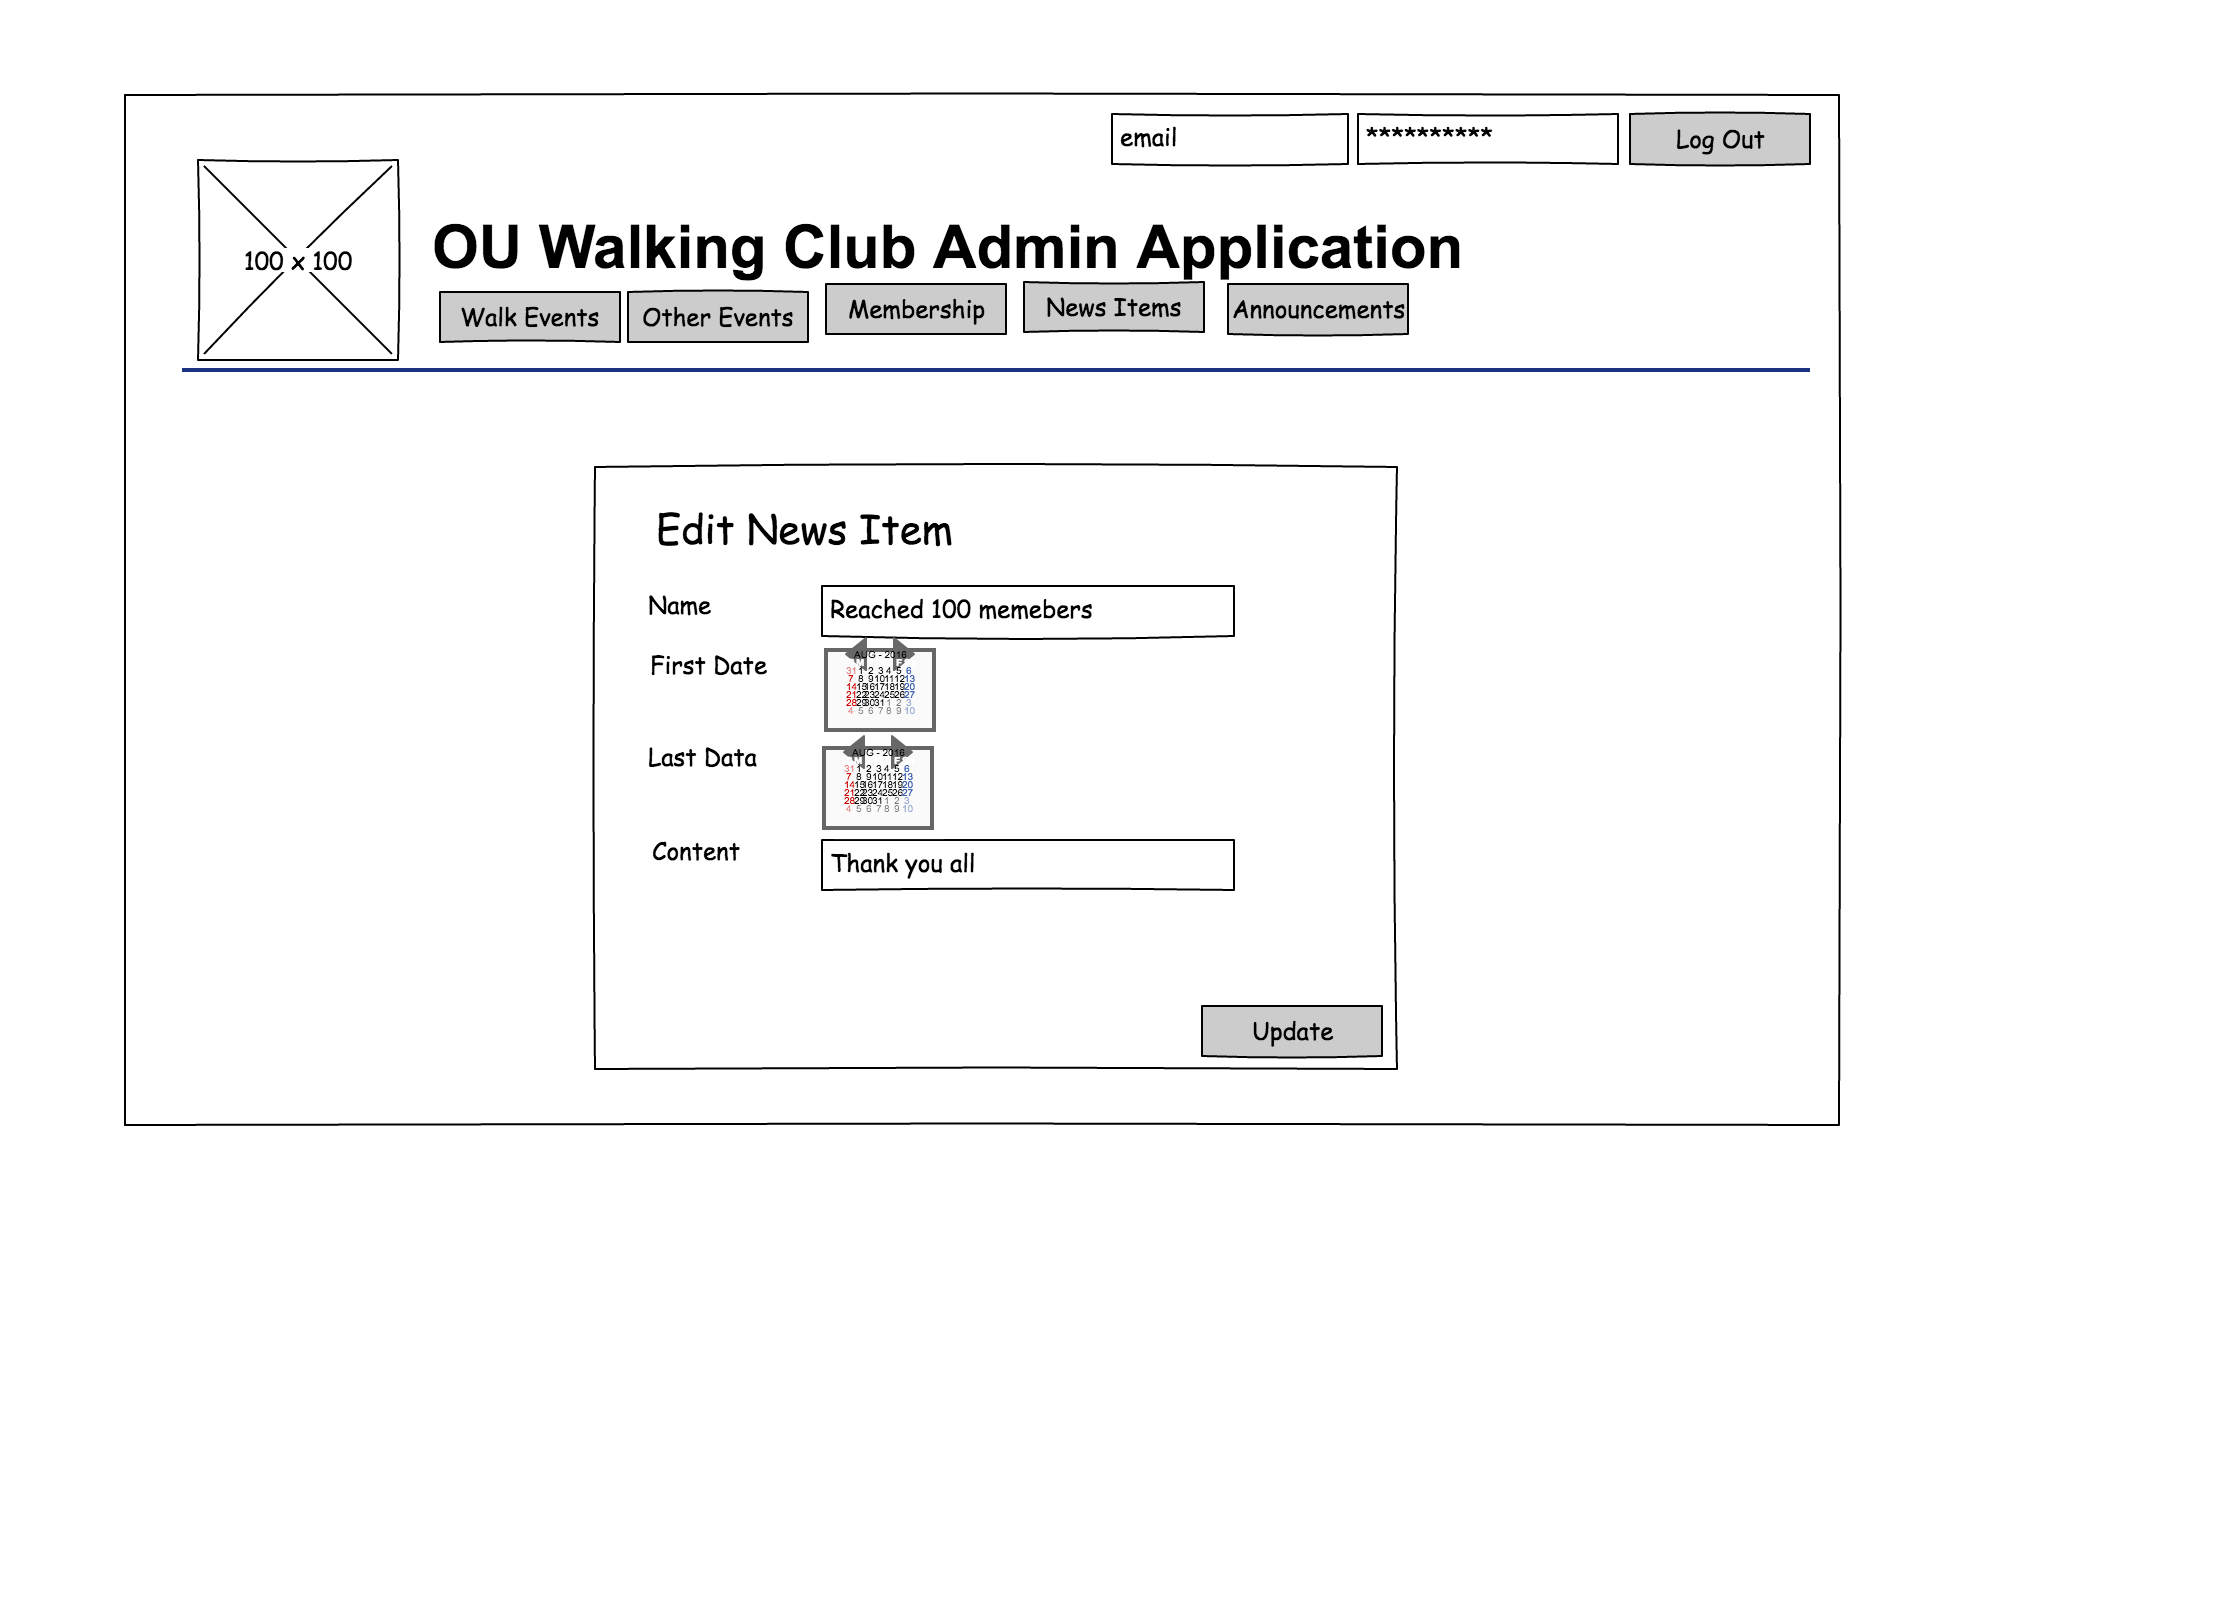 email
**********
Log Out
100 x 100
OU Walking Club Admin Application
Walk Events
Other Events
Membership
News Items
Announcements
Edit News Item
Name
Reached 100 memebers
First Date
AUG - 2016
31 1 2 3 4 5 6
7 8 9 10 11 12 13
14 15 16 17 18 19 20
21 22 23 24 25 26 27
28 29 30 31 1 2 3
4 5 6 7 8 9 10
Last Data
AUG - 2016
31 1 2 3 4 5 6
7 8 9 10 11 12 13
14 15 16 17 18 19 20
21 22 23 24 25 26 27
28 29 30 31 1 2 3
4 5 6 7 8 9 10
Content
Thank you all
Update